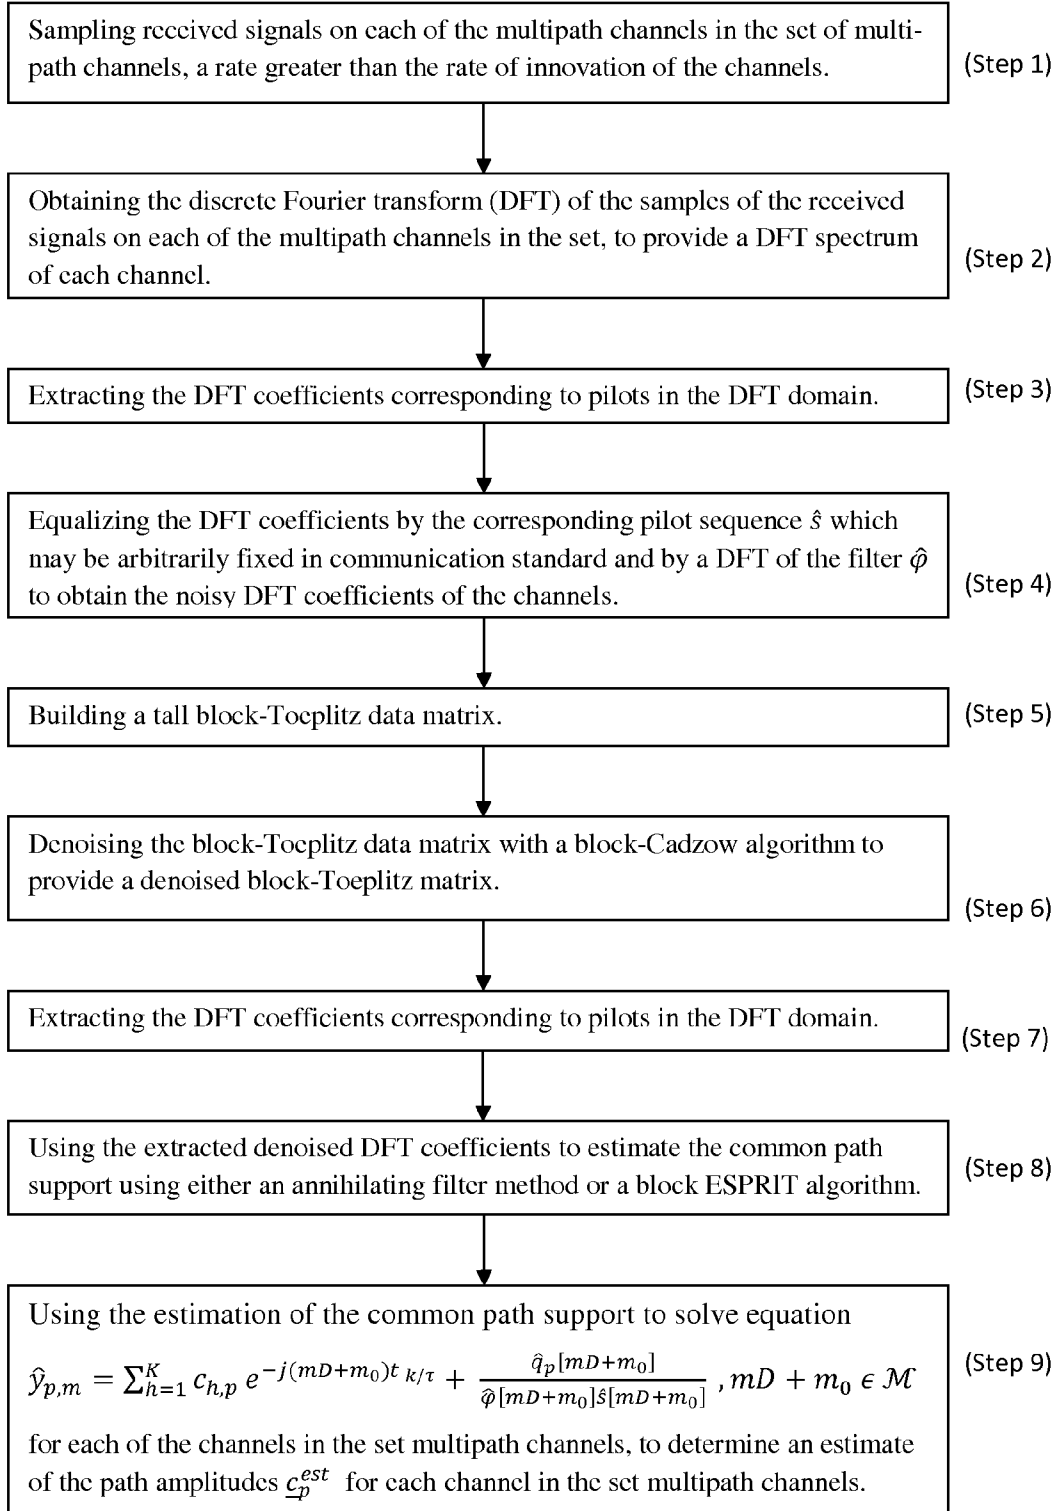 Sampling received signals on each of the multipath channels in the set of multi-
path channels, a rate greater than the rate of innovation of the channels.
(Step 1)
Obtaining the discrete Fourier transform (DFT) of the samples of the received
signals on each of the multipath channels in the set, to provide a DFT spectrum
of each channel.
(Step 2)
Extracting the DFT coefficients corresponding to pilots in the DFT domain.
(Step 3)
Equalizing the DFT coefficients by the corresponding pilot sequence ŝ which
may be arbitrarily fixed in communication standard and by a DFT of the filter φ̂
to obtain the noisy DFT coefficients of the channels.
(Step 4)
Building a tall block-Toeplitz data matrix.
(Step 5)
Denoising the block-Toeplitz data matrix with a block-Cadzow algorithm to
provide a denoised block-Toeplitz matrix.
(Step 6)
Extracting the DFT coefficients corresponding to pilots in the DFT domain.
(Step 7)
Using the extracted denoised DFT coefficients to estimate the common path
support using either an annihilating filter method or a block ESPRIT algorithm.
(Step 8)
Using the estimation of the common path support to solve equation
ŷ_{p,m} = ∑_{h=1}^{K} c_{h,p} e^{-j(mD+m_0)t k/τ} + \frac{q̂_p[mD+m_0]}{φ̂[mD+m_0]ŝ[mD+m_0]} , mD + m_0 ϵ ℳ
(Step 9)
for each of the channels in the set multipath channels, to determine an estimate
of the path amplitudes c_p^{est} for each channel in the set multipath channels.